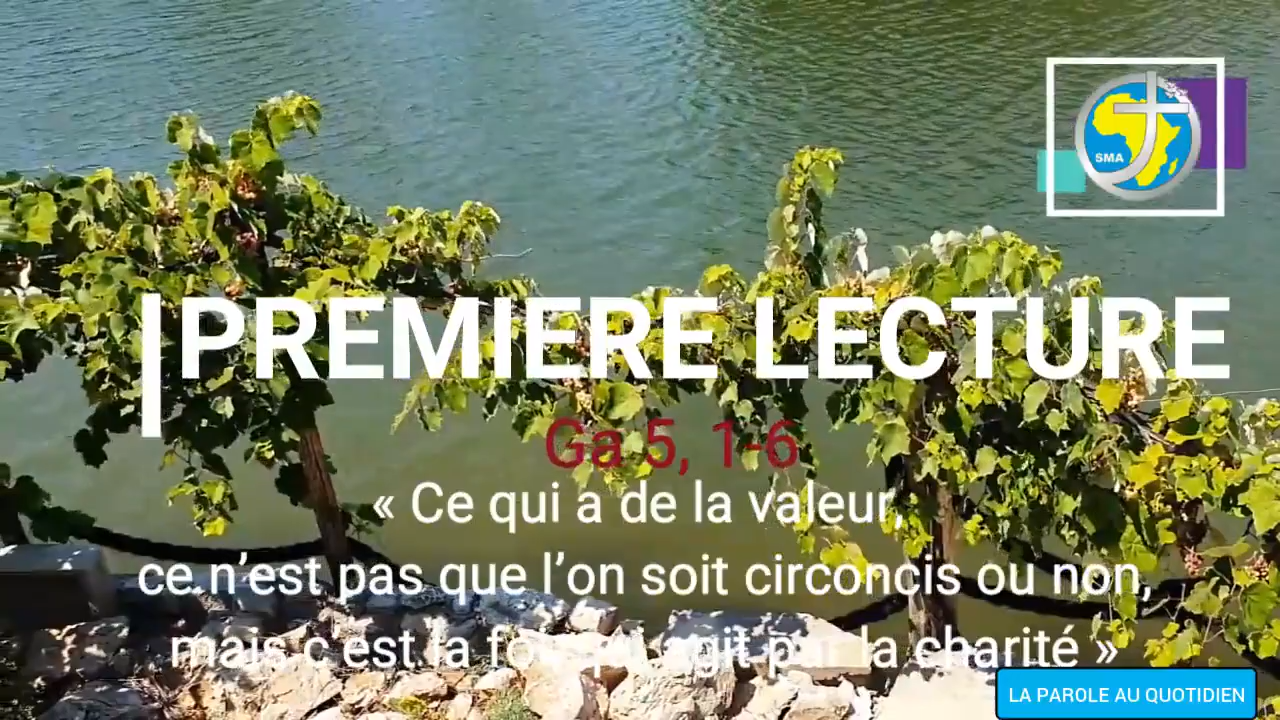 SMA
PREMIERE LECTURE
Ga 5, 1-6
« Ce qui a de la valeur,
ce n’est pas que l’on soit circoncis ou non,
mais c’est la foi qui agit par la charité »
LA PAROLE AU QUOTIDIEN